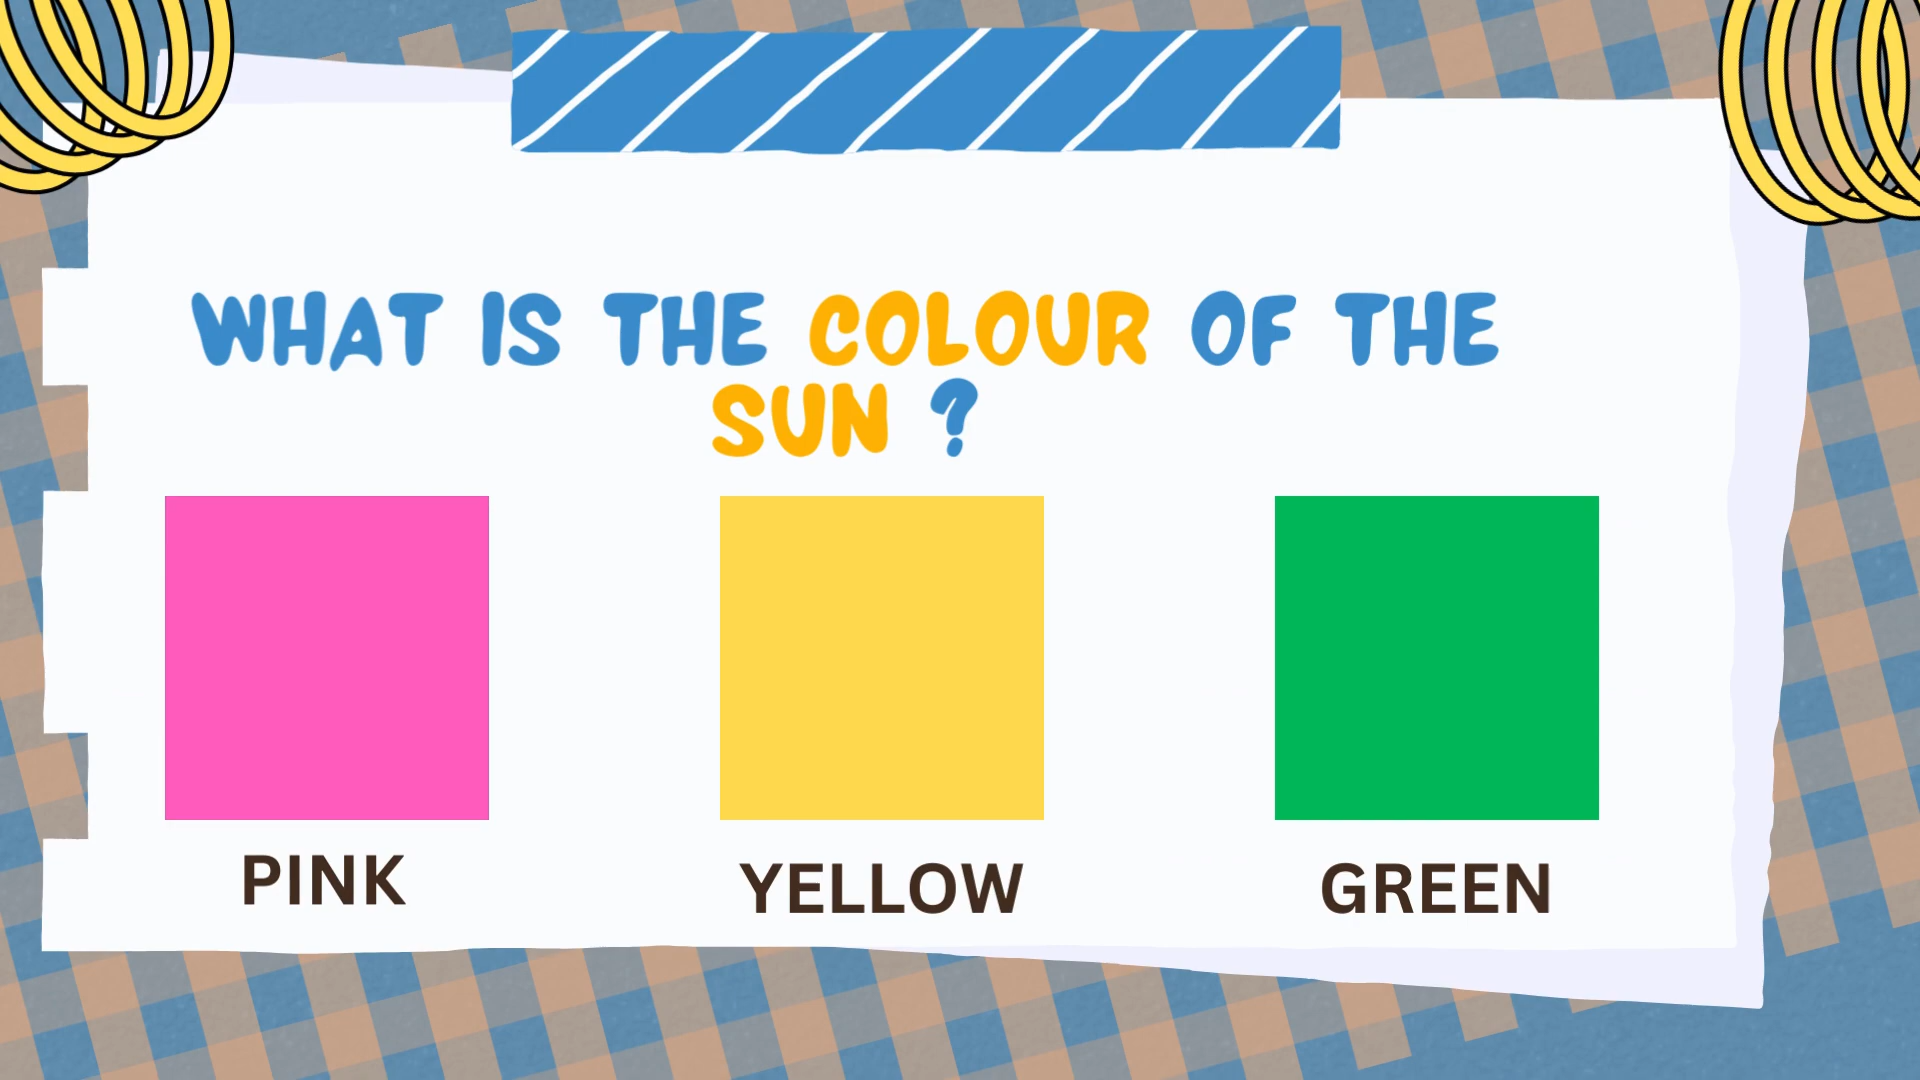 WHAT IS THE COLOUR OF THE
SUN ?
PINK
YELLOW
GREEN